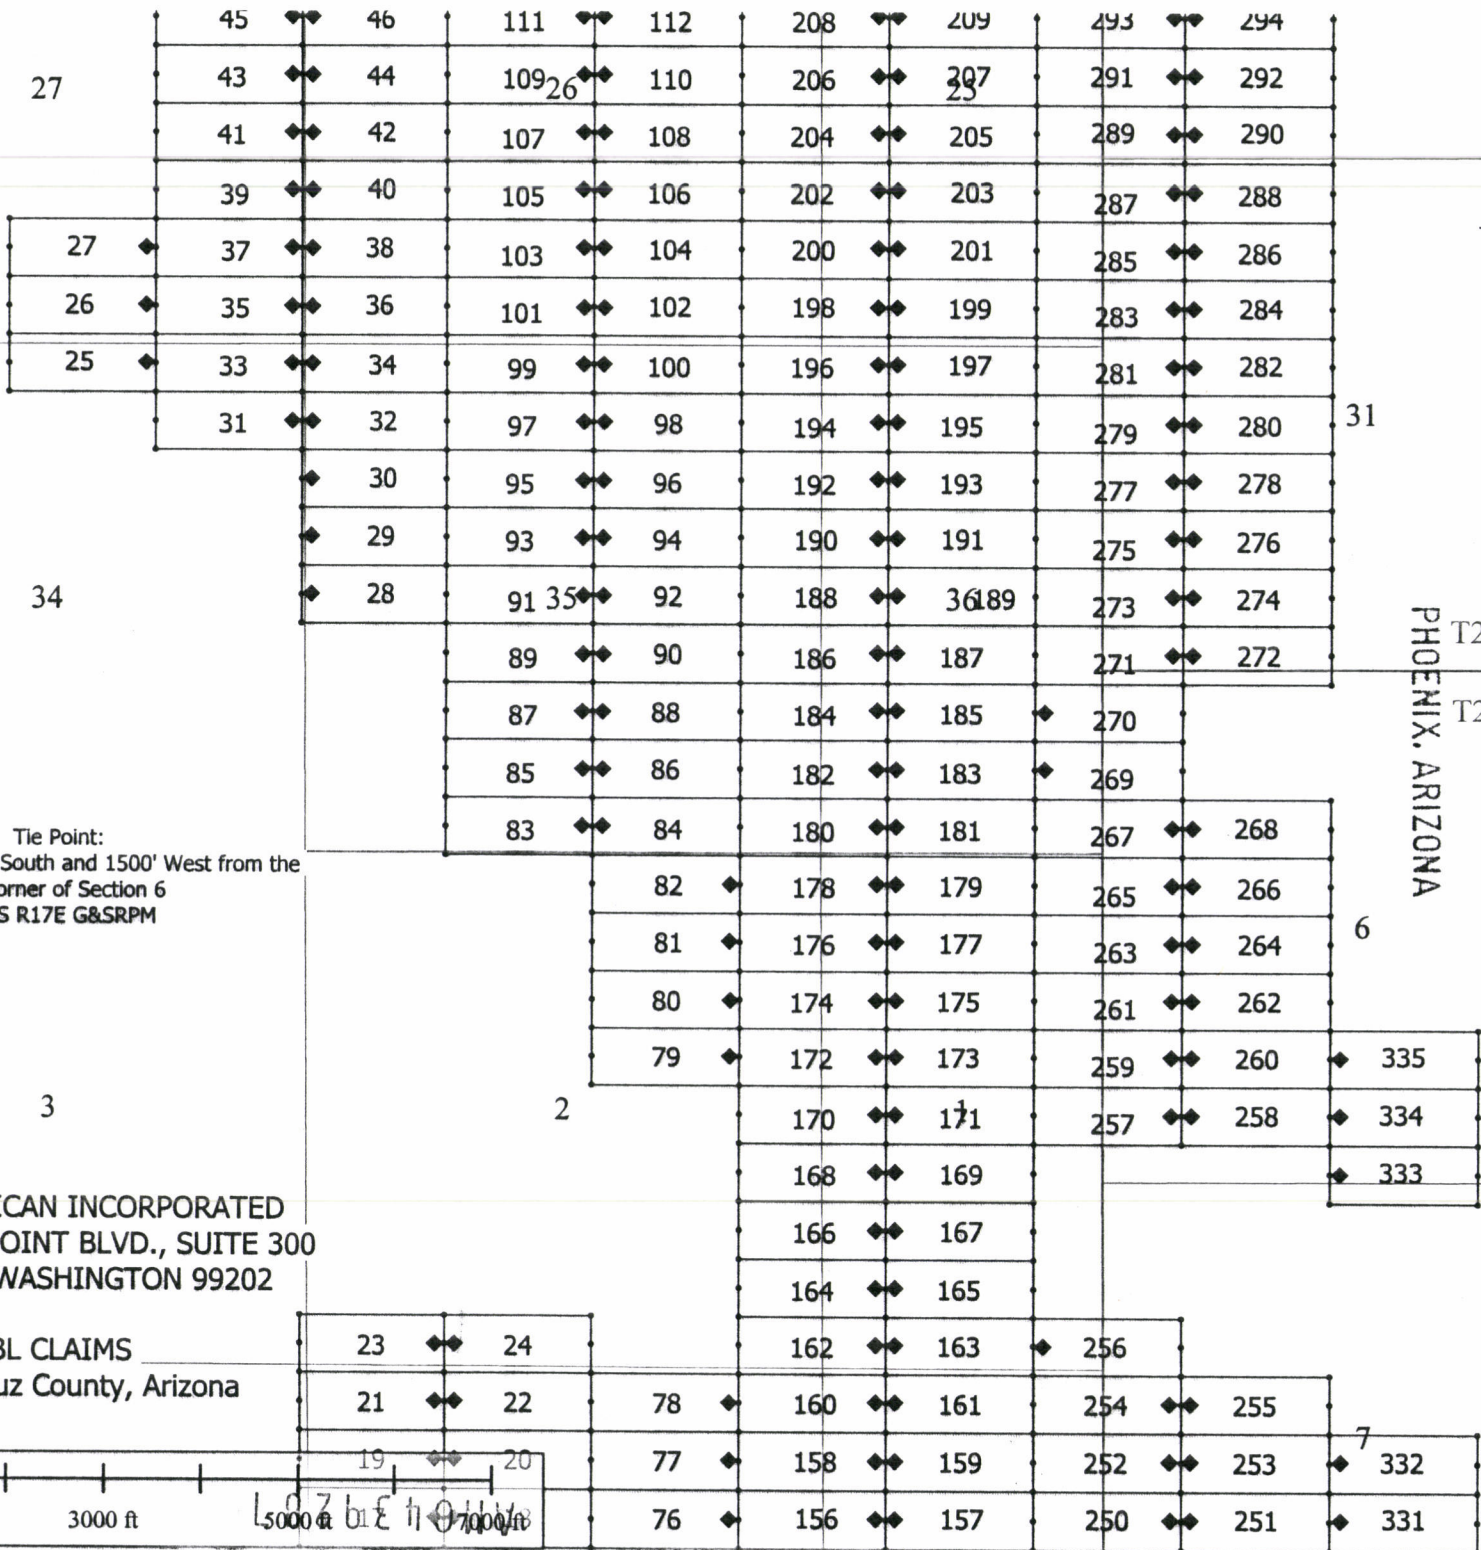 45 46 111 112 208 209 293 294
27 43 44 109 26 110 206 207 25 291 292
41 42 107 108 204 205 289 290
39 40 105 106 202 203 287 288
27 37 38 103 104 200 201 285 286
26 35 36 101 102 198 199 283 284
25 33 34 99 100 196 197 281 282
31 32 97 98 194 195 279 280 31
30 95 96 192 193 277 278
29 93 94 190 191 275 276
34 28 91 35 92 188 36 189 273 274
T2
89 90 186 187 271 272
87 88 184 185 270 T2
PHOENIX, ARIZONA
85 86 182 183 269
83 84 180 181 267 268
Tie Point:
South and 1500' West from the
orner of Section 6
S R17E G&SRPM
82 178 179 265 266
81 176 177 263 264 6
80 174 175 261 262
79 172 173 259 260 335
3 2 170 171 1 257 258 334
168 169 333
ICAN INCORPORATED
OINT BLVD., SUITE 300
WASHINGTON 99202
166 167
164 165
23 24 162 163 256
BL CLAIMS
uz County, Arizona
21 22 78 160 161 254 255
19 20 77 158 159 252 253 7 332
17 18 76 156 157 250 251 331
3000 ft 5000 ft 7000 ft